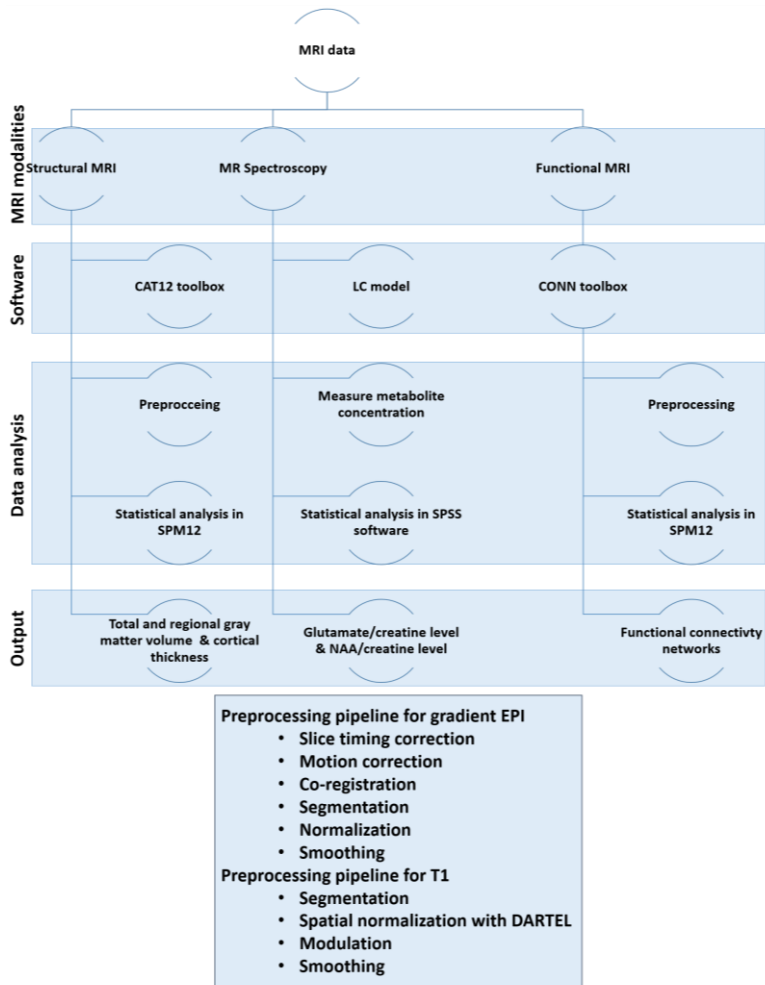 MRI data
MRI modalities
Structural MRI
MR Spectroscopy
Functional MRI
Software
CAT12 toolbox
LC model
CONN toolbox
Data analysis
Preprocceing
Measure metabolite
concentration
Preprocessing
Statistical analysis in
SPM12
Statistical analysis in SPSS
software
Statistical analysis in
SPM12
Output
Total and regional gray
matter volume & cortical
thickness
Glutamate/creatine level
& NAA/creatine level
Functional connectivty
networks
Preprocessing pipeline for gradient EPI
• Slice timing correction
• Motion correction
• Co-registration
• Segmentation
• Normalization
• Smoothing
Preprocessing pipeline for T1
• Segmentation
• Spatial normalization with DARTEL
• Modulation
• Smoothing